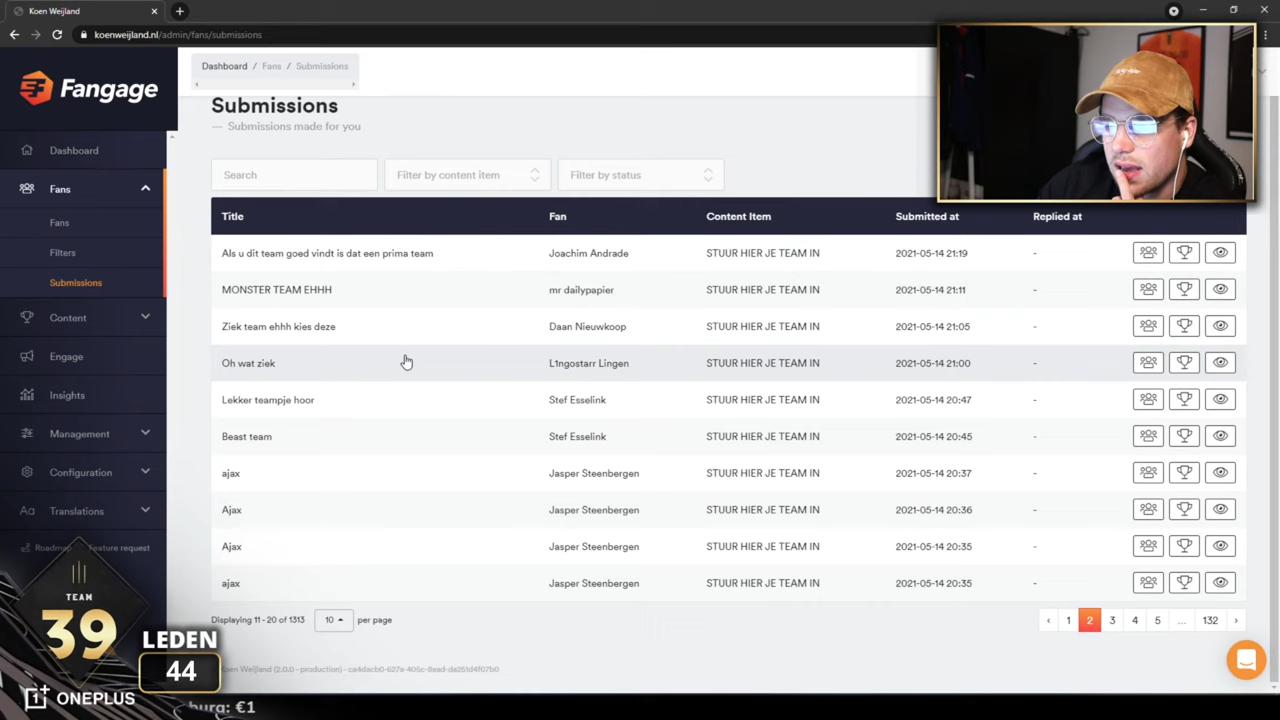 Koen Weijland
koenweijland.nl/admin/fans/submissions
Fangage
Dashboard / Fans / Submissions
Dashboard
Fans
Fans
Filters
Submissions
Content
Engage
Insights
Management
Configuration
Translations
Roadmap Feature request
Submissions
— Submissions made for you
Search Filter by content item Filter by status
Title Fan Content Item Submitted at Replied at
Als u dit team goed vindt is dat een prima team Joachim Andrade STUUR HIER JE TEAM IN 2021-05-14 21:19 -
MONSTER TEAM EHHH mr dailypapier STUUR HIER JE TEAM IN 2021-05-14 21:11 -
Ziek team ehhh kies deze Daan Nieuwkoop STUUR HIER JE TEAM IN 2021-05-14 21:05 -
Oh wat ziek L1ngostarr Lingen STUUR HIER JE TEAM IN 2021-05-14 21:00 -
Lekker teampje hoor Stef Esselink STUUR HIER JE TEAM IN 2021-05-14 20:47 -
Beast team Stef Esselink STUUR HIER JE TEAM IN 2021-05-14 20:45 -
ajax Jasper Steenbergen STUUR HIER JE TEAM IN 2021-05-14 20:37 -
Ajax Jasper Steenbergen STUUR HIER JE TEAM IN 2021-05-14 20:36 -
Ajax Jasper Steenbergen STUUR HIER JE TEAM IN 2021-05-14 20:35 -
ajax Jasper Steenbergen STUUR HIER JE TEAM IN 2021-05-14 20:35 -
Displaying 11 - 20 of 1313 10 per page
‹ 1 2 3 4 5 ... 132 ›
Koen Weijland (2.0.0 - production)
TEAM
39
LEDEN
44
ONEPLUS
burg: €1